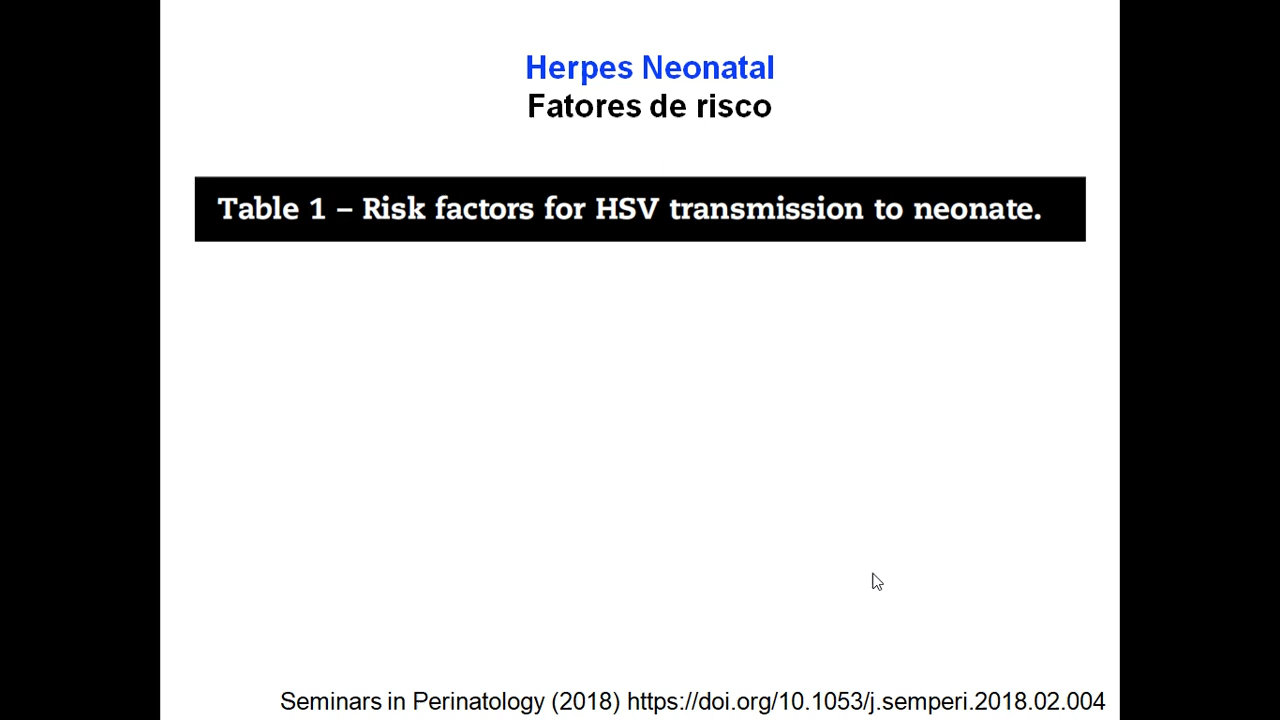 Herpes Neonatal
Fatores de risco
Table 1 – Risk factors for HSV transmission to neonate.
Seminars in Perinatology (2018) https://doi.org/10.1053/j.semperi.2018.02.004